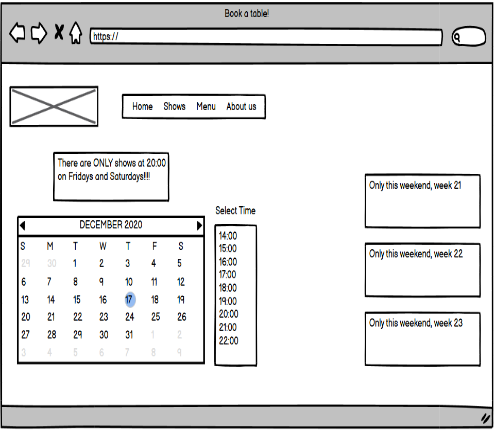 Book a table!
https://
Home Shows Menu About us
There are ONLY shows at 20:00
on Fridays and Saturdays!!!!
Select Time
DECEMBER 2020
S M T W T F S
29 30 1 2 3 4 5
6 7 8 9 10 11 12
13 14 15 16 17 18 19
20 21 22 23 24 25 26
27 28 29 30 31 1 2
3 4 5 6 7 8 9
14:00
15:00
16:00
17:00
18:00
19:00
20:00
21:00
22:00
Only this weekend, week 21
Only this weekend, week 22
Only this weekend, week 23